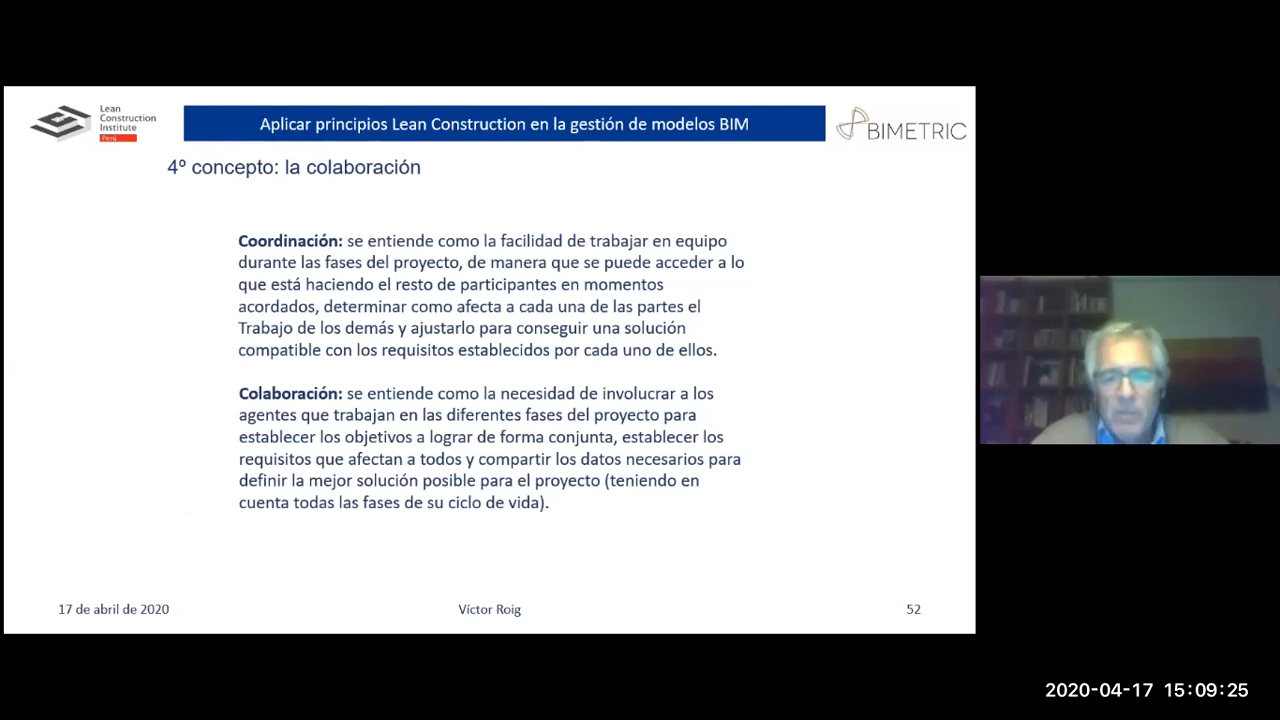 Lean
Construction
Institute
Perú
Aplicar principios Lean Construction en la gestión de modelos BIM
BIMETRIC
4º concepto: la colaboración
Coordinación: se entiende como la facilidad de trabajar en equipo
durante las fases del proyecto, de manera que se puede acceder a lo
que está haciendo el resto de participantes en momentos
acordados, determinar como afecta a cada una de las partes el
Trabajo de los demás y ajustarlo para conseguir una solución
compatible con los requisitos establecidos por cada uno de ellos.
Colaboración: se entiende como la necesidad de involucrar a los
agentes que trabajan en las diferentes fases del proyecto para
establecer los objetivos a lograr de forma conjunta, establecer los
requisitos que afectan a todos y compartir los datos necesarios para
definir la mejor solución posible para el proyecto (teniendo en
cuenta todas las fases de su ciclo de vida).
17 de abril de 2020
Víctor Roig
52
2020-04-17 15:09:25